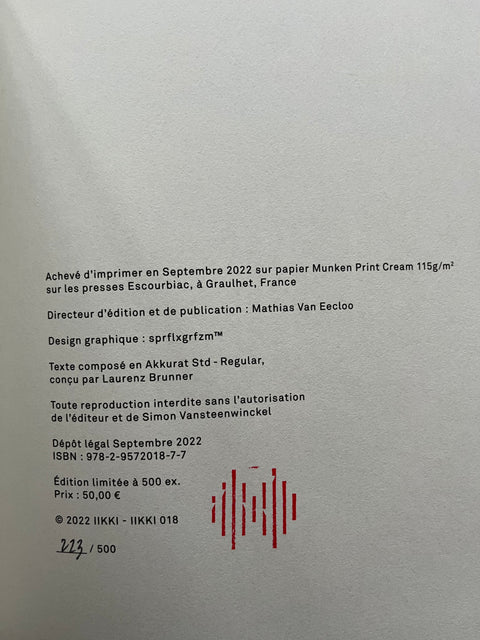 Achevé d'imprimer en Septembre 2022 sur papier Munken Print Cream 115g/m²
sur les presses Escourbiac, à Graulhet, France
Directeur d'édition et de publication : Mathias Van Eecloo
Design graphique : sprflxgrfzm™
Texte composé en Akkurat Std - Regular,
conçu par Laurenz Brunner
Toute reproduction interdite sans l'autorisation
de l'éditeur et de Simon Vansteenwinckel
Dépôt légal Septembre 2022
ISBN : 978-2-9572018-7-7
Édition limitée à 500 ex.
Prix : 50,00 €
© 2022 IIKKI - IIKKI 018
223 / 500